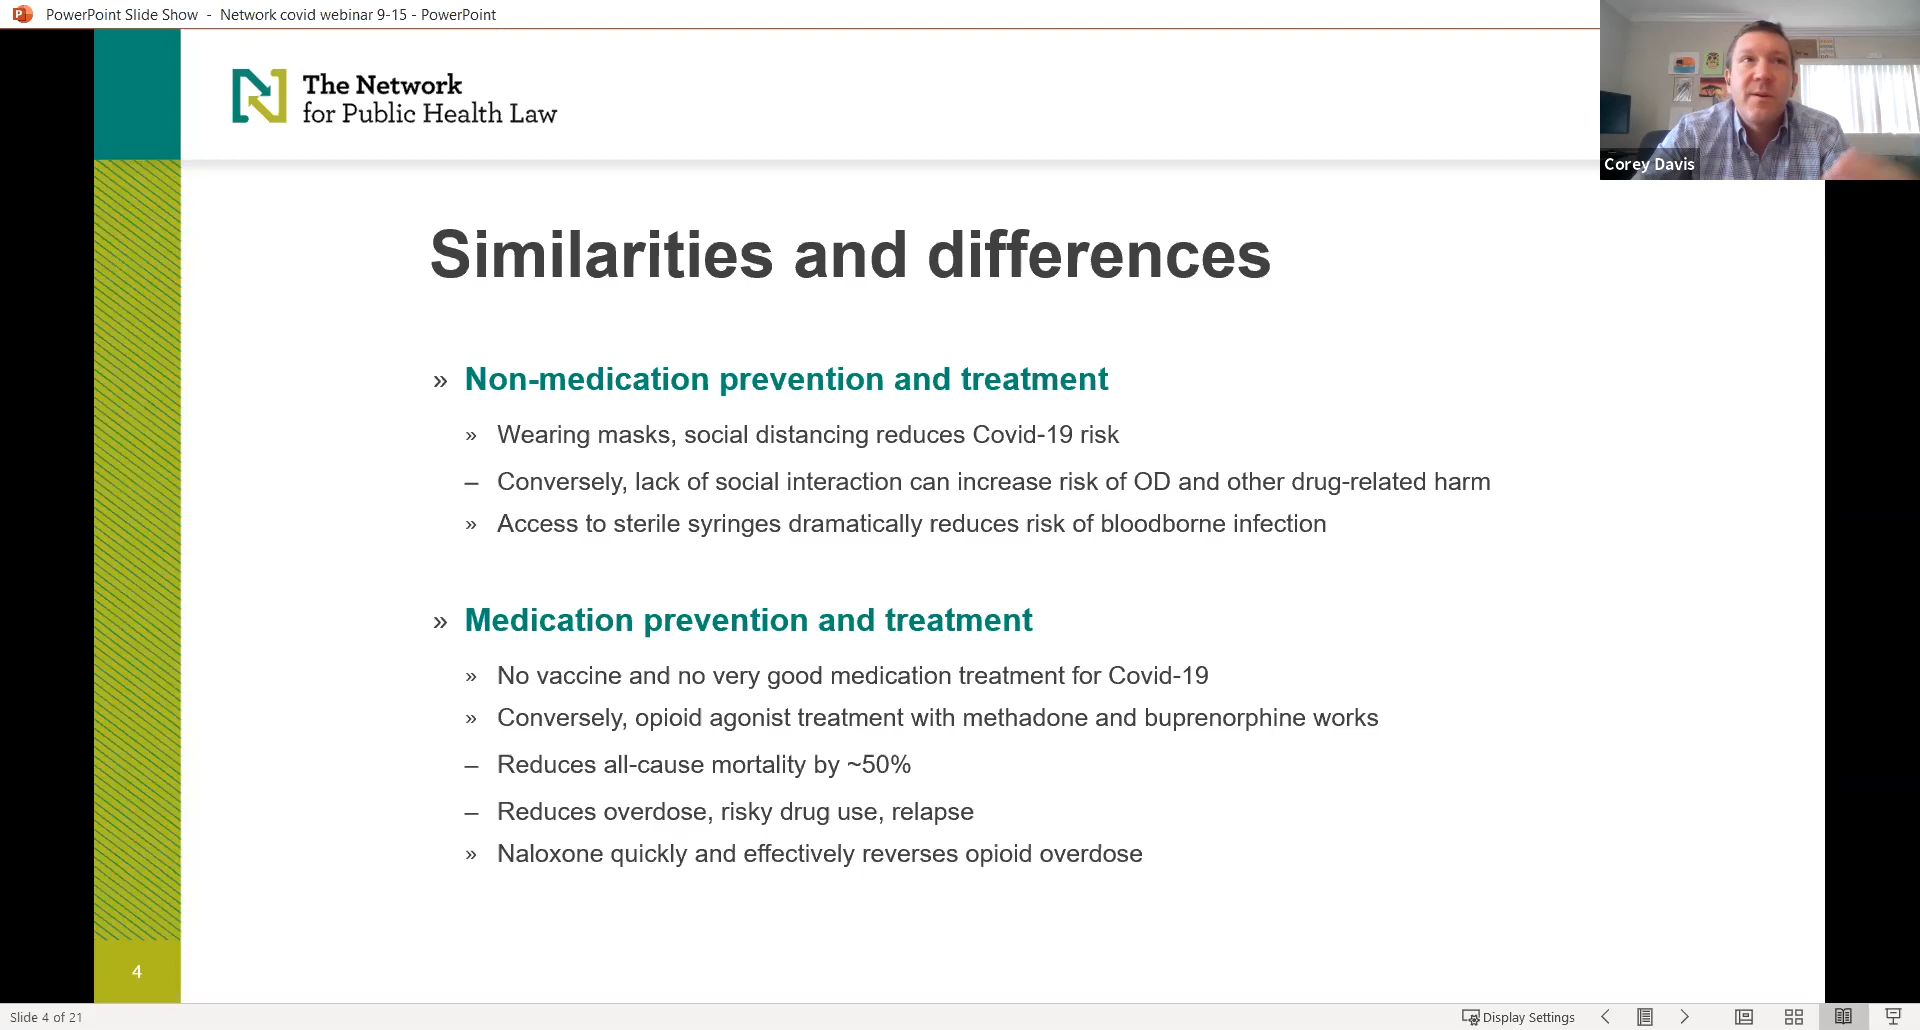 PowerPoint Slide Show - Network covid webinar 9-15 - PowerPoint
The Network
for Public Health Law
Corey Davis
Similarities and differences
» Non-medication prevention and treatment
» Wearing masks, social distancing reduces Covid-19 risk
– Conversely, lack of social interaction can increase risk of OD and other drug-related harm
» Access to sterile syringes dramatically reduces risk of bloodborne infection
» Medication prevention and treatment
» No vaccine and no very good medication treatment for Covid-19
» Conversely, opioid agonist treatment with methadone and buprenorphine works
– Reduces all-cause mortality by ~50%
– Reduces overdose, risky drug use, relapse
» Naloxone quickly and effectively reverses opioid overdose
4
Slide 4 of 21
Display Settings